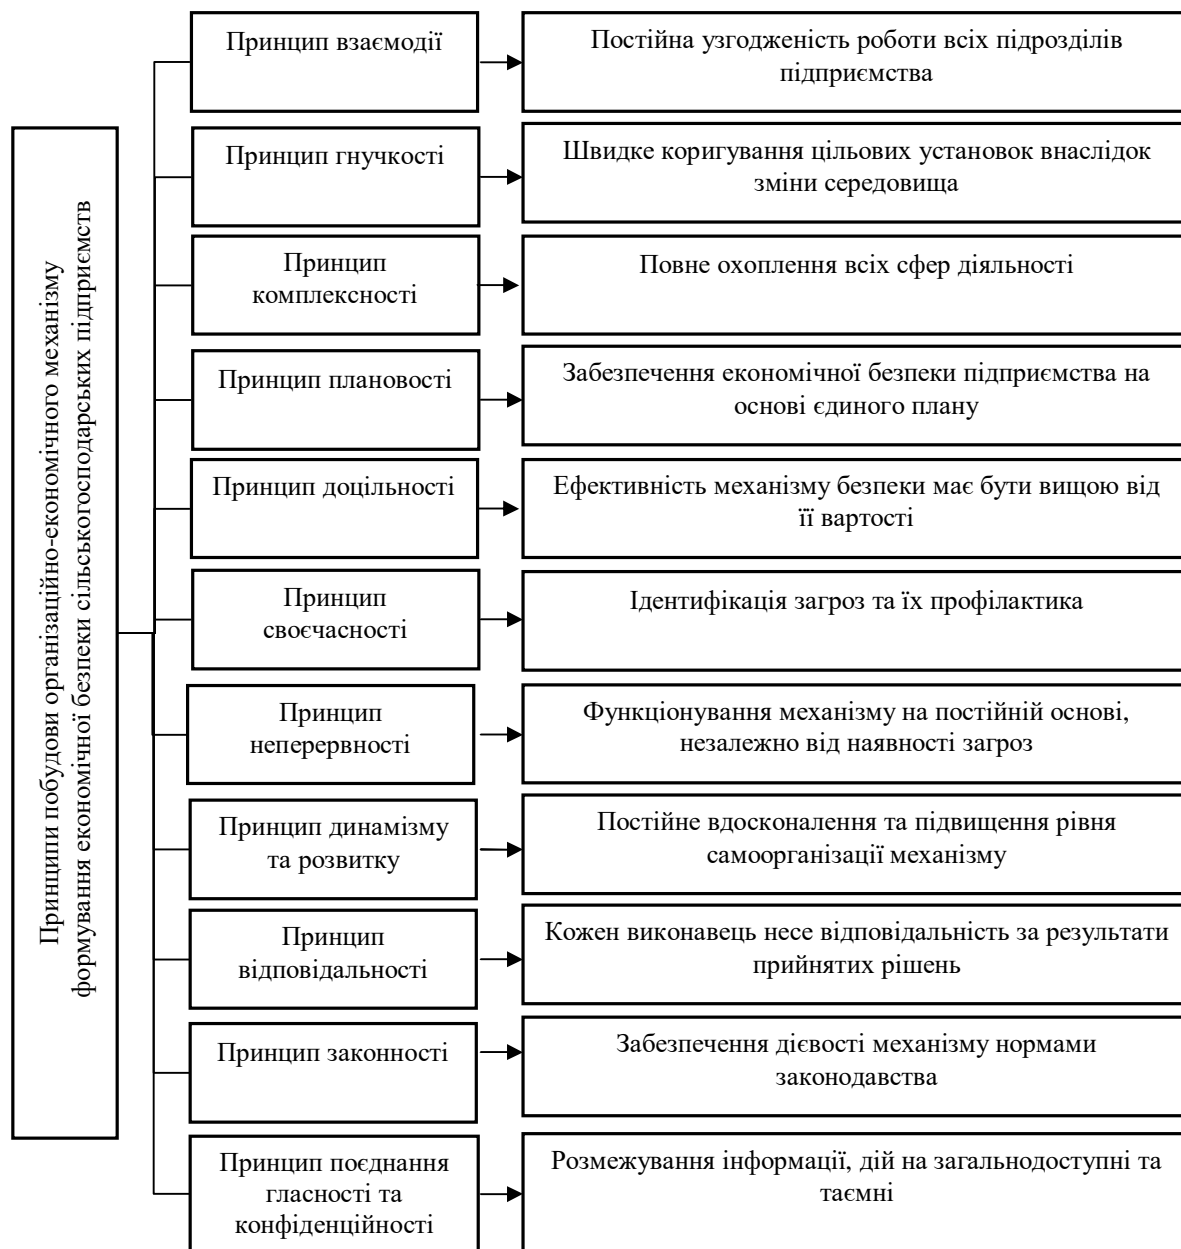 Принципи побудови організаційно-економічного механізму
формування економічної безпеки сільськогосподарських підприємств
Принцип взаємодії
Постійна узгодженість роботи всіх підрозділів
підприємства
Принцип гнучкості
Швидке коригування цільових установок внаслідок
зміни середовища
Принцип
комплексності
Повне охоплення всіх сфер діяльності
Принцип плановості
Забезпечення економічної безпеки підприємства на
основі єдиного плану
Принцип доцільності
Ефективність механізму безпеки має бути вищою від
її вартості
Принцип
своєчасності
Ідентифікація загроз та їх профілактика
Принцип
неперервності
Функціонування механізму на постійній основі,
незалежно від наявності загроз
Принцип динамізму
та розвитку
Постійне вдосконалення та підвищення рівня
самоорганізації механізму
Принцип
відповідальності
Кожен виконавець несе відповідальність за результати
прийнятих рішень
Принцип законності
Забезпечення дієвості механізму нормами
законодавства
Принцип поєднання
гласності та
конфіденційності
Розмежування інформації, дій на загальнодоступні та
таємні